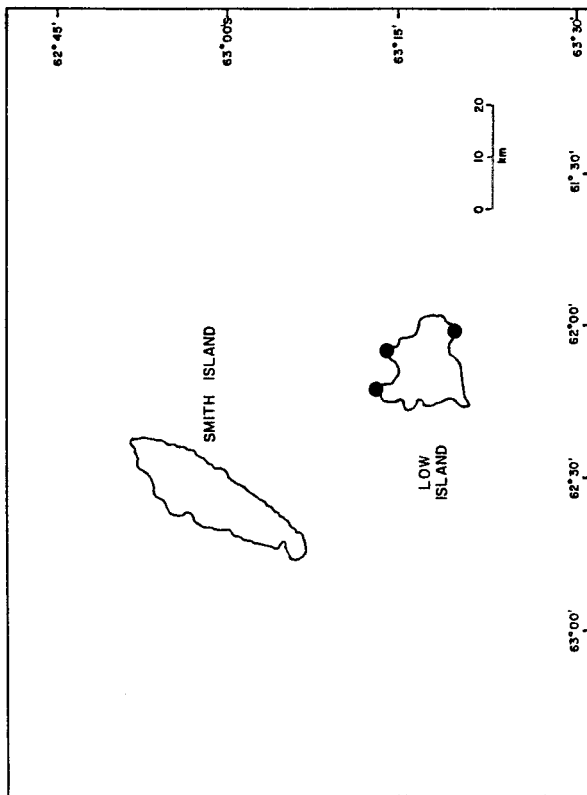 62° 45'
63° 00'S
63° 15'
63° 30'
SMITH ISLAND
LOW
ISLAND
0 10 20
km
63° 00'
62° 30'
62° 00'
61° 30'